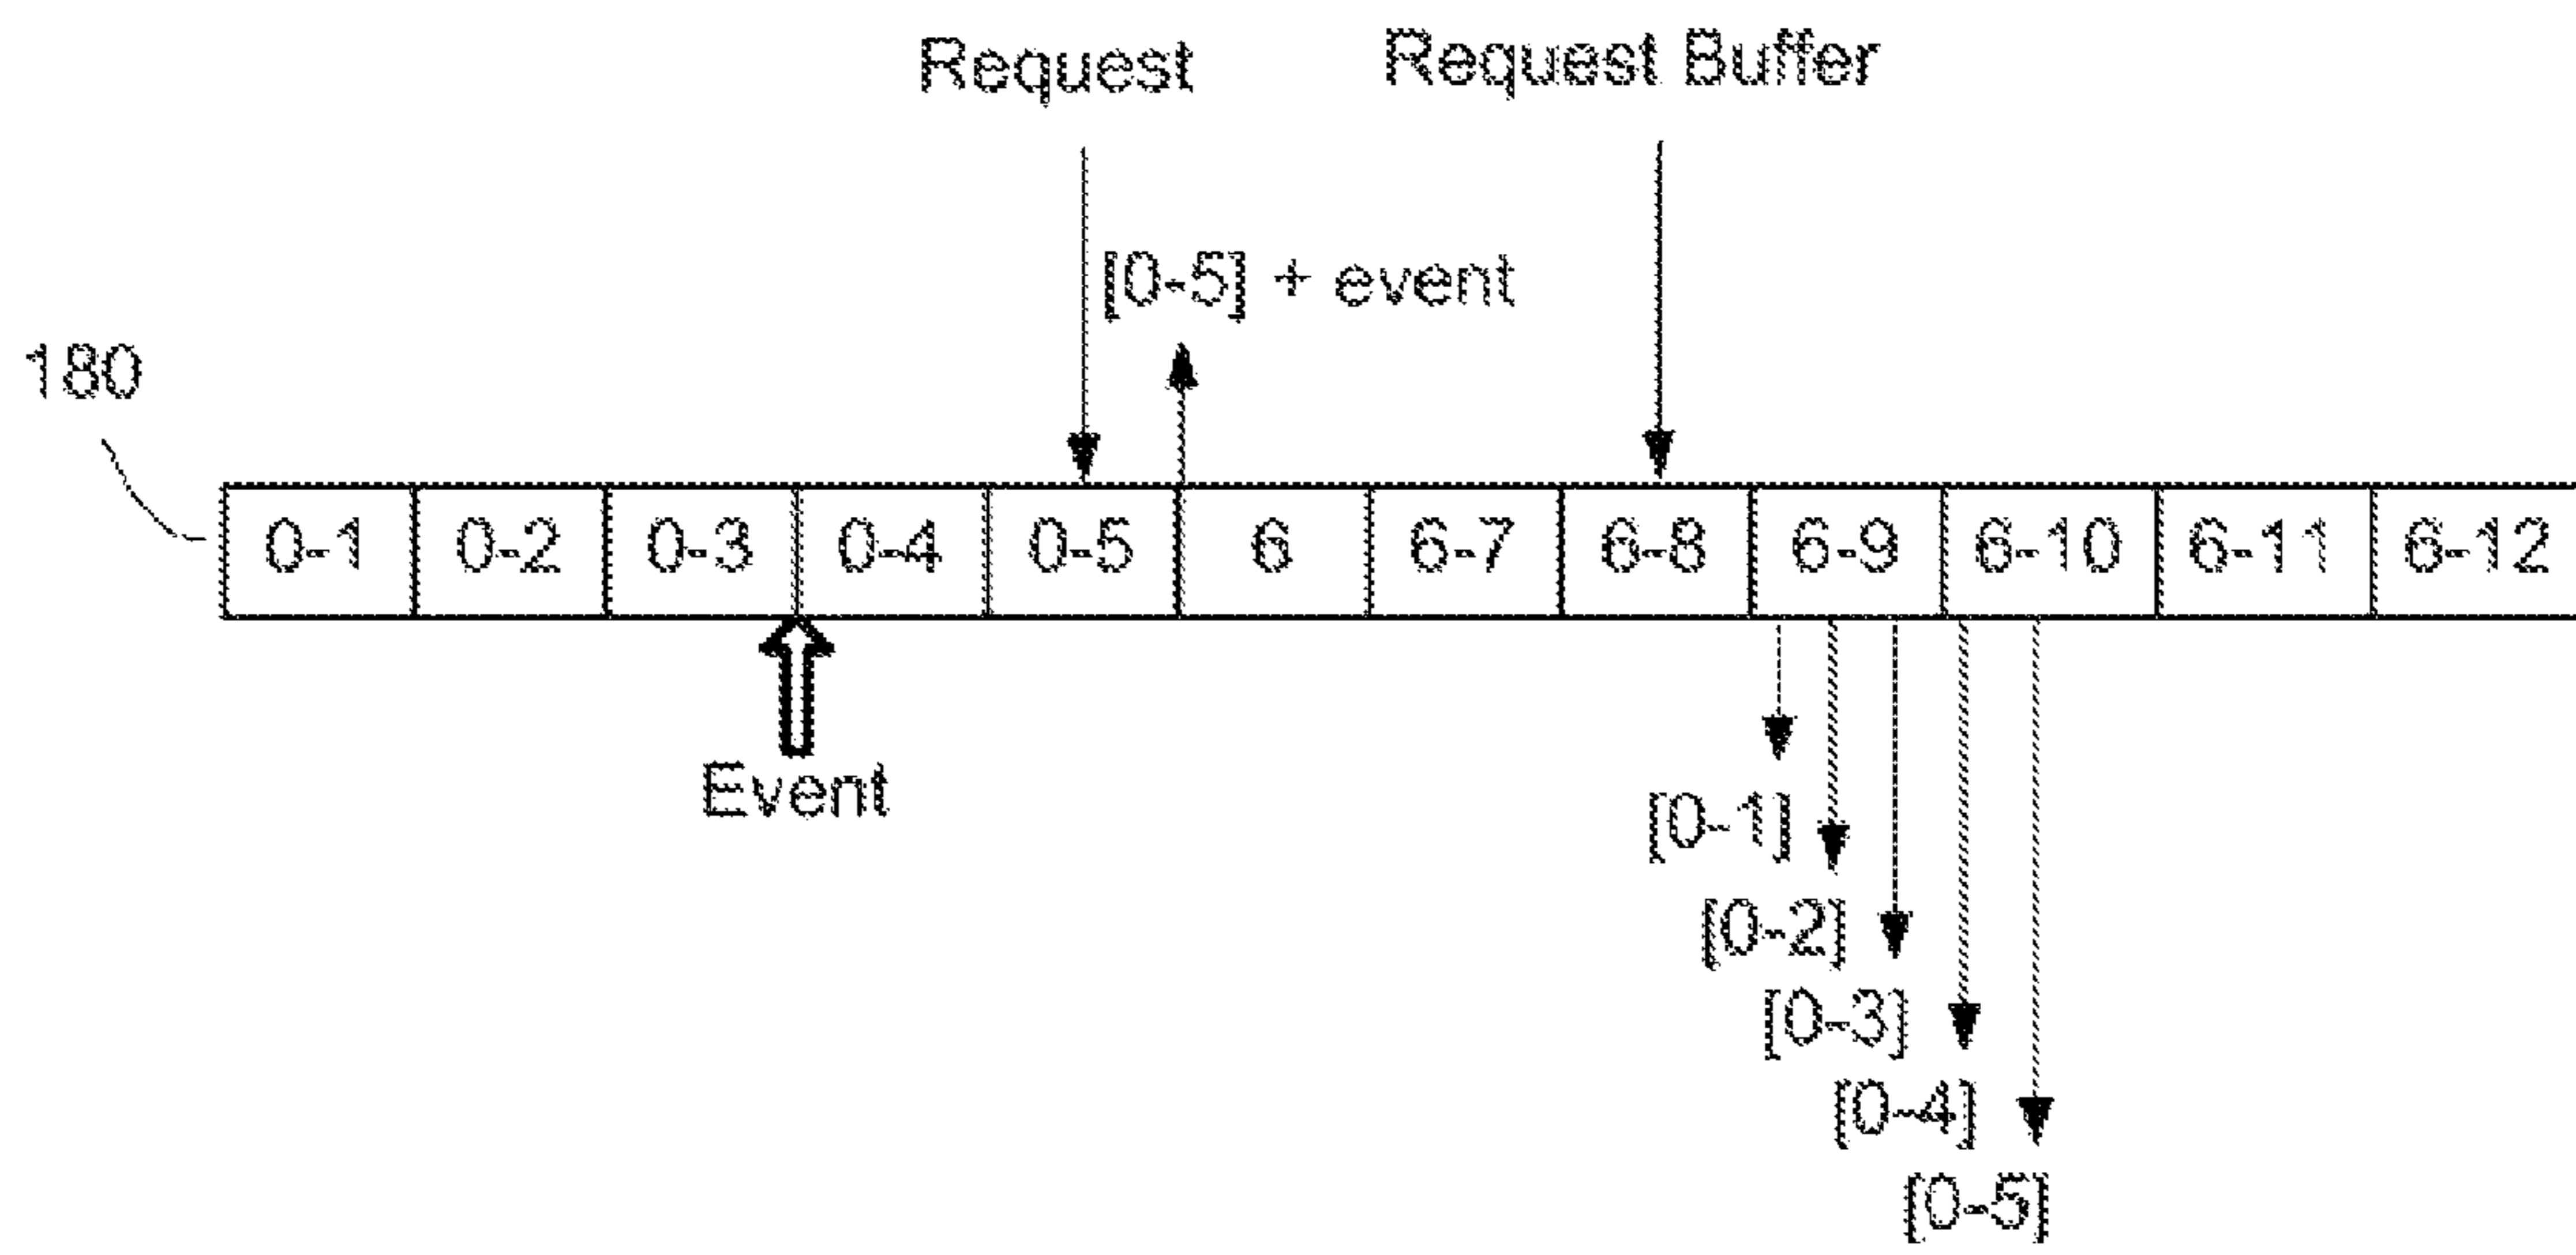 Request Request Buffer
[0-5] + event
180
0-1 0-2 0-3 0-4 0-5 6 6-7 6-8 6-9 6-10 6-11 6-12
Event
[0-1]
[0-2]
[0-3]
[0-4]
[0-5]